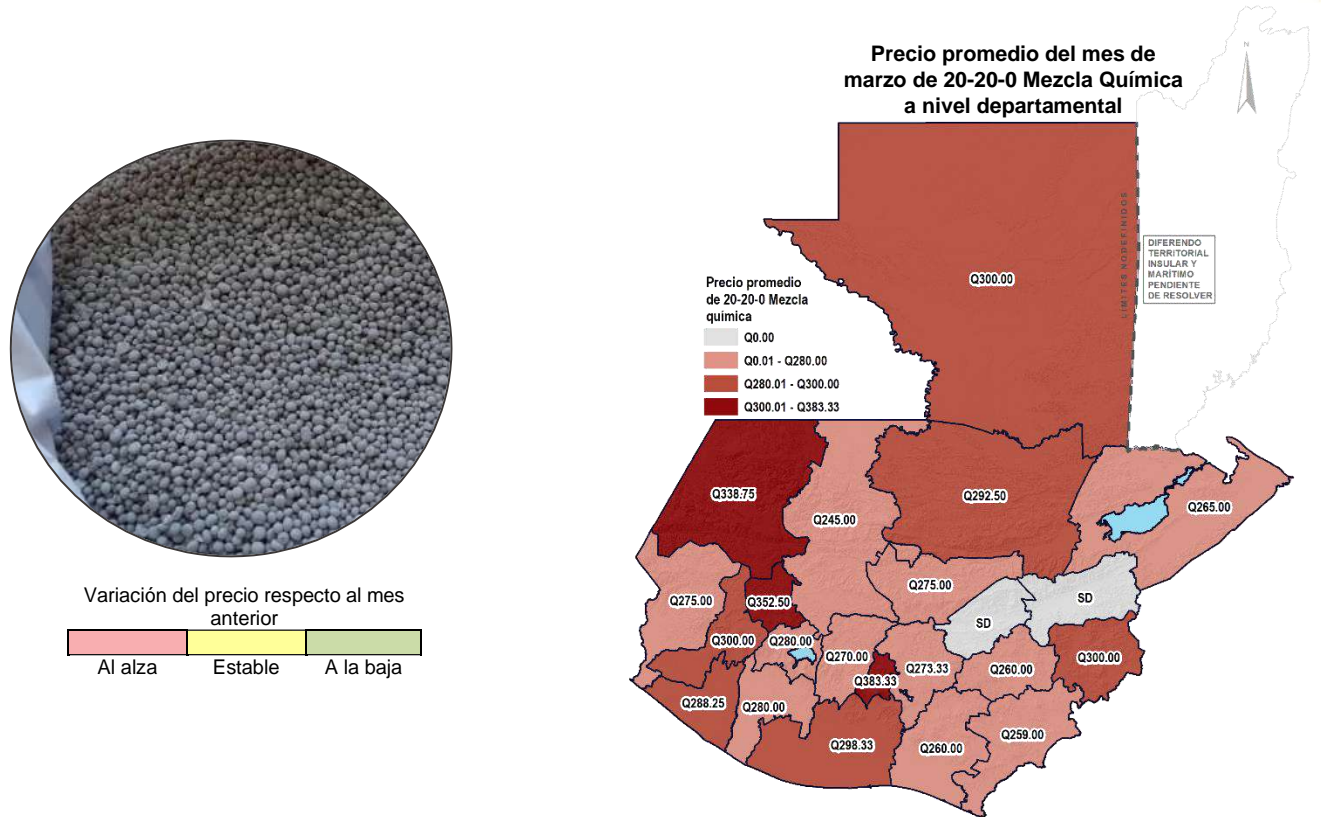 Precio promedio del mes de
marzo de 20-20-0 Mezcla Química
a nivel departamental
N
LIMITES NO DEFINIDOS
DIFERENDO
TERRITORIAL
INSULAR Y
MARÍTIMO
PENDIENTE
DE RESOLVER
Precio promedio
de 20-20-0 Mezcla
química
Q0.00
Q0.01 - Q280.00
Q280.01 - Q300.00
Q300.01 - Q383.33
Q300.00
Q338.75
Q245.00
Q292.50
Q265.00
Q275.00
Q352.50
Q275.00
SD
SD
Q300.00
Q280.00
Q270.00
Q383.33
Q273.33
Q260.00
Q300.00
Q288.25
Q280.00
Q298.33
Q260.00
Q259.00
Variación del precio respecto al mes
anterior
Al alza
Estable
A la baja